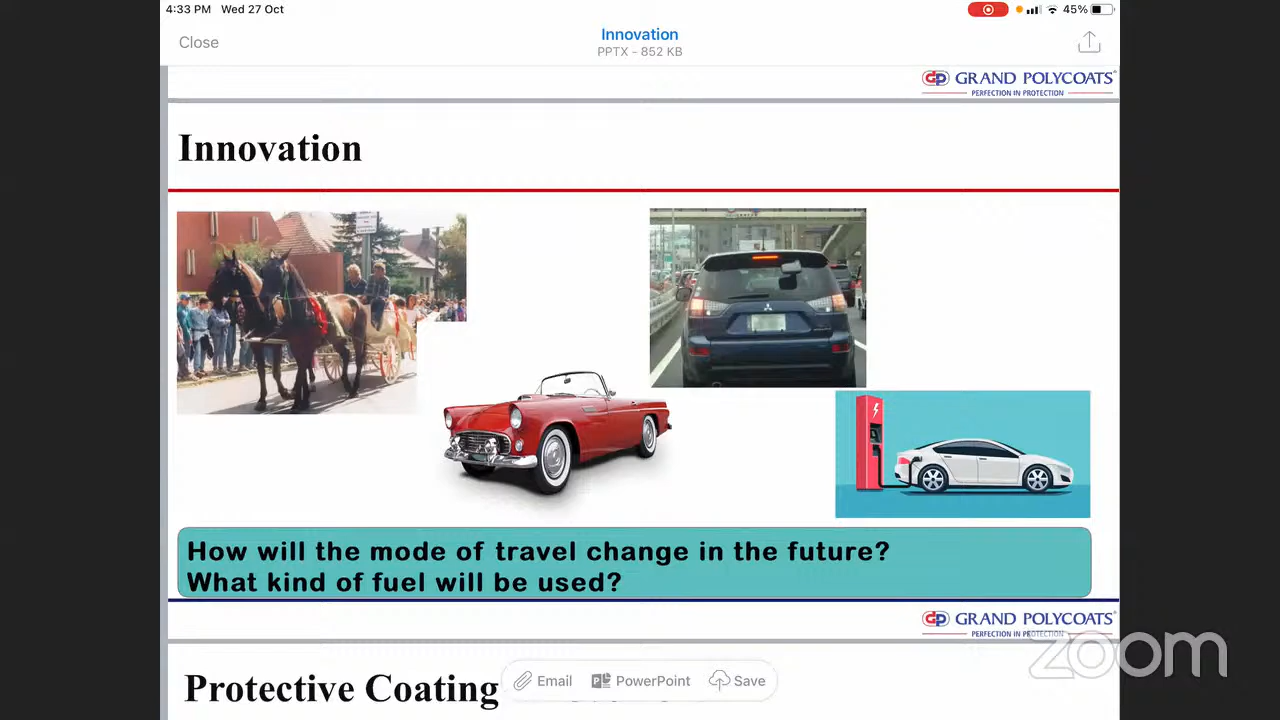 4:33 PM Wed 27 Oct
45%
Close
Innovation
PPTX - 852 KB
GRAND POLYCOATS
PERFECTION IN PROTECTION
Innovation
How will the mode of travel change in the future?
What kind of fuel will be used?
GRAND POLYCOATS
PERFECTION IN PROTECTION
zoom
Protective Coating
Email
PowerPoint
Save